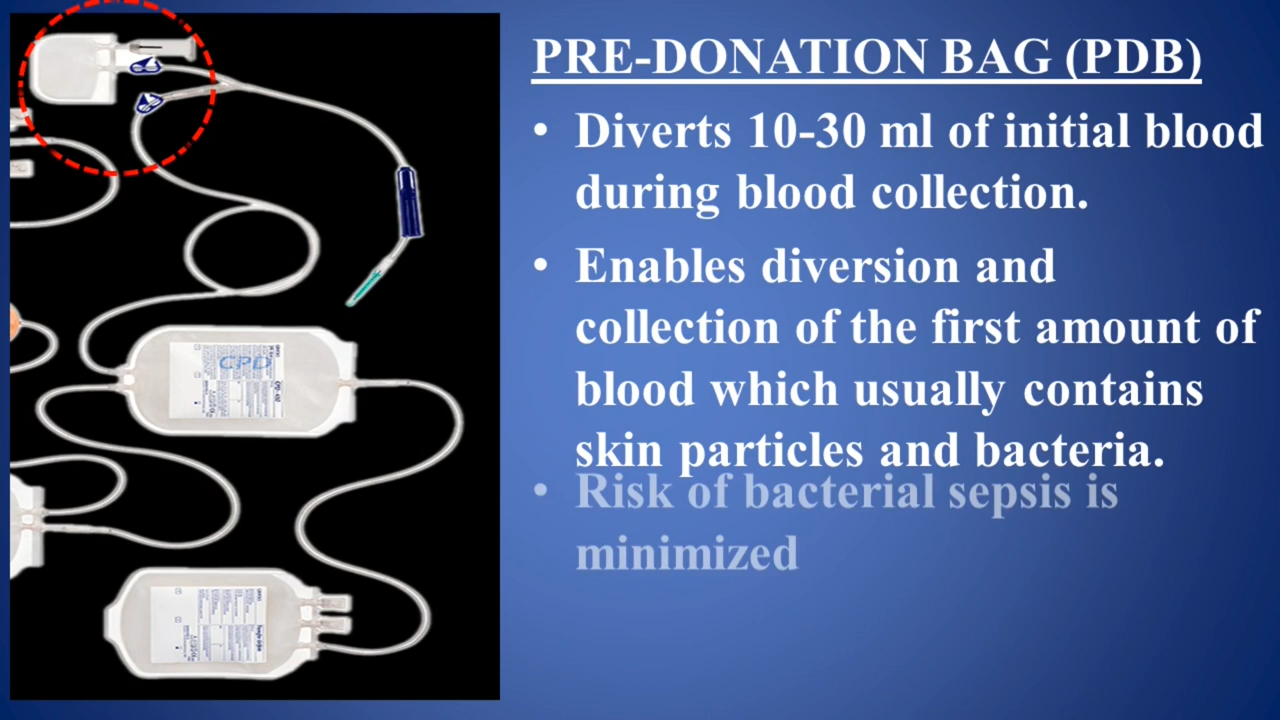 PRE-DONATION BAG (PDB)
• Diverts 10-30 ml of initial blood
during blood collection.
• Enables diversion and
collection of the first amount of
blood which usually contains
skin particles and bacteria.
• Risk of bacterial sepsis is
minimized
CPD